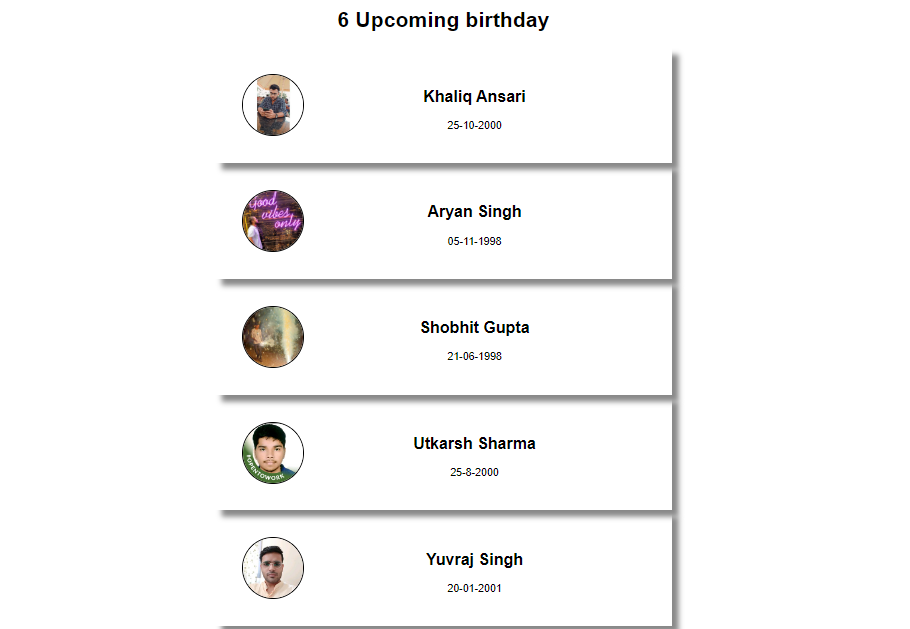 6 Upcoming birthday
Khaliq Ansari
25-10-2000
good
vibes
only
Aryan Singh
05-11-1998
Shobhit Gupta
21-06-1998
#OPENTOWORK
Utkarsh Sharma
25-8-2000
Yuvraj Singh
20-01-2001